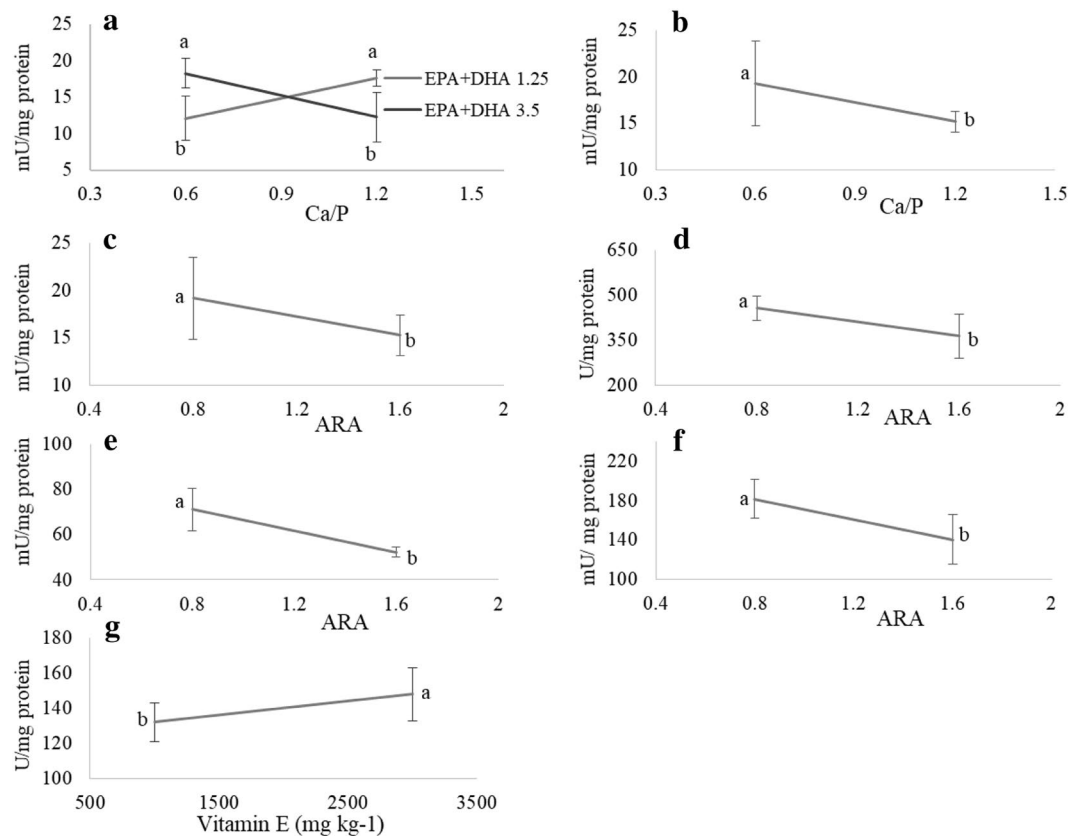 a
mU/mg protein
25
20
15
10
5
a
a
b
b
EPA+DHA 1.25
EPA+DHA 3.5
0.3
0.6
0.9
1.2
1.5
Ca/P
b
mU/mg protein
25
20
15
10
a
b
0.3
0.6
0.9
1.2
1.5
Ca/P
c
mU/mg protein
25
20
15
10
a
b
0.4
0.8
1.2
1.6
2
ARA
d
U/mg protein
650
500
350
200
a
b
0.4
0.8
1.2
1.6
2
ARA
e
mU/mg protein
100
80
60
40
a
b
0.4
0.8
1.2
1.6
2
ARA
f
mU/ mg protein
220
180
140
100
a
b
0.4
0.8
1.2
1.6
2
ARA
g
U/mg protein
180
160
140
120
100
b
a
500
1500
2500
3500
Vitamin E (mg kg-1)